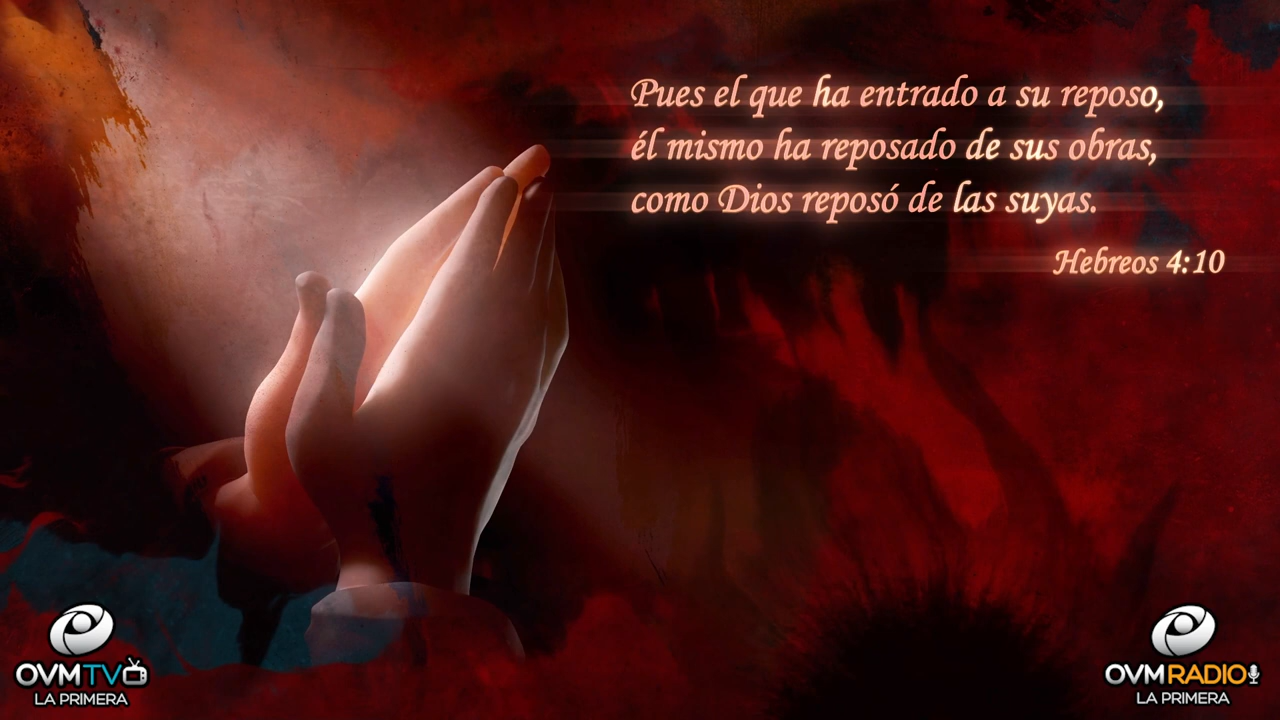 Pues el que ha entrado a su reposo,
él mismo ha reposado de sus obras,
como Dios reposó de las suyas.
Hebreos 4:10
OVMTV
LA PRIMERA
OVMRADIO
LA PRIMERA